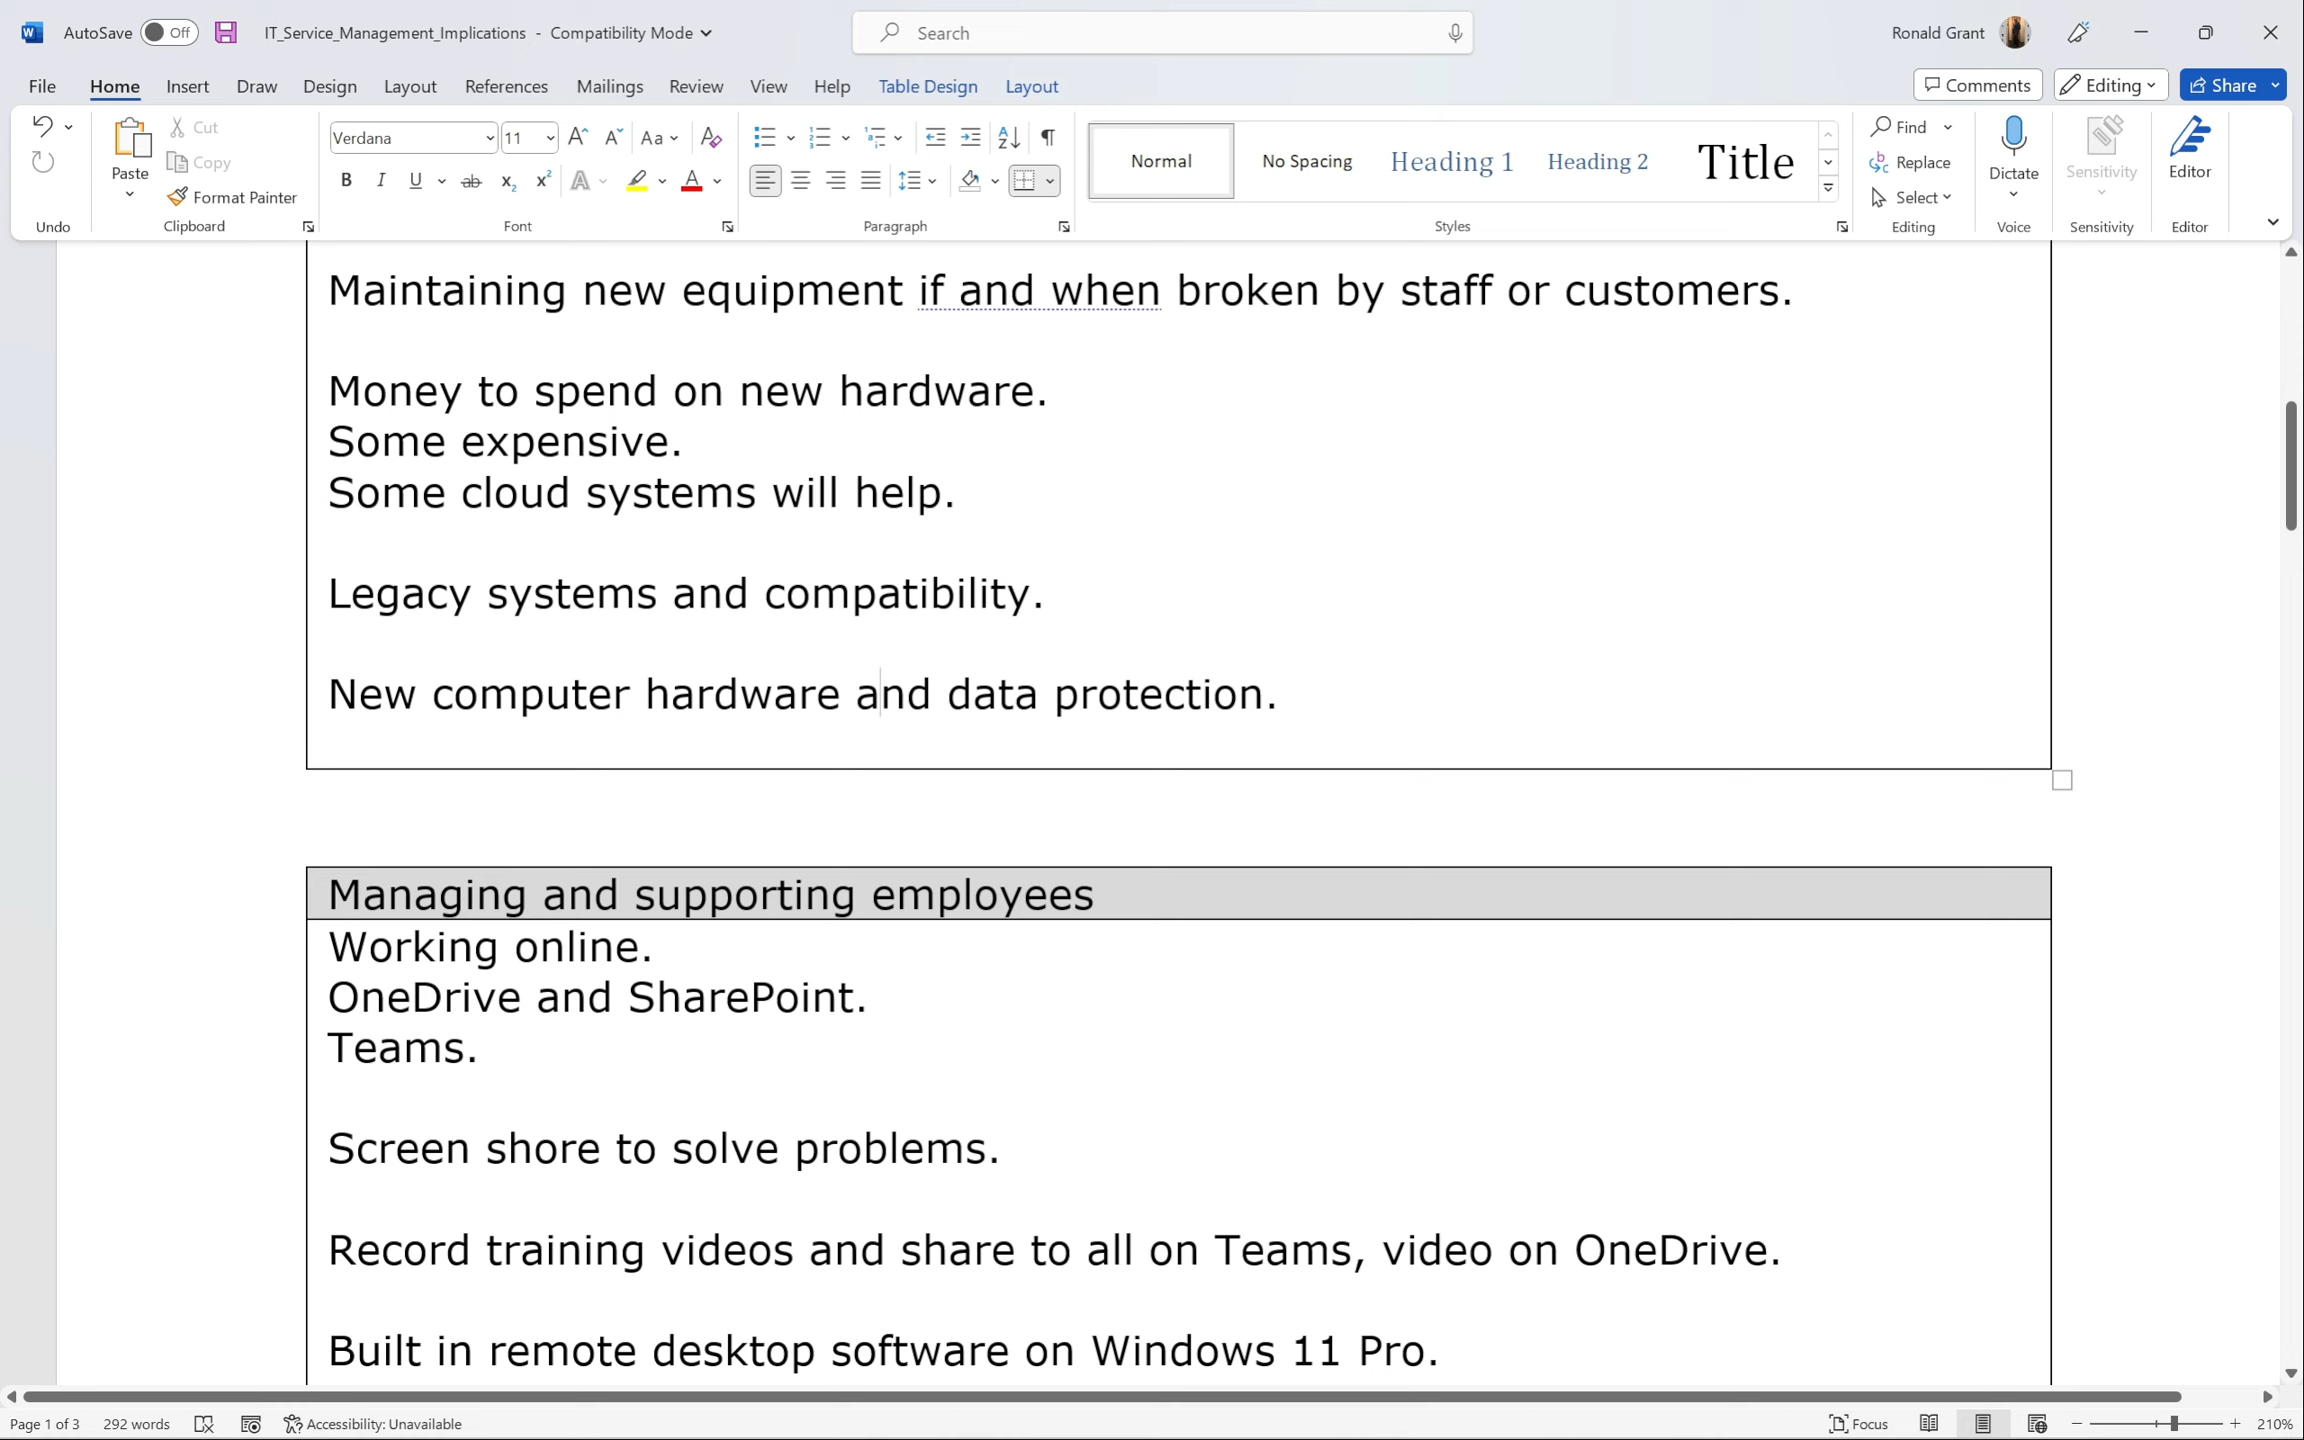 AutoSave Off IT_Service_Management_Implications - Compatibility Mode Search Ronald Grant
File Home Insert Draw Design Layout References Mailings Review View Help Table Design Layout Comments Editing Share
Paste Cut Copy Format Painter
Verdana 11 Aa
Normal No Spacing Heading 1 Heading 2 Title
Find Replace Select
Dictate Sensitivity Editor
Undo Clipboard Font Paragraph Styles Editing Voice Sensitivity Editor
Maintaining new equipment if and when broken by staff or customers.
Money to spend on new hardware.
Some expensive.
Some cloud systems will help.
Legacy systems and compatibility.
New computer hardware and data protection.
Managing and supporting employees
Working online.
OneDrive and SharePoint.
Teams.
Screen shore to solve problems.
Record training videos and share to all on Teams, video on OneDrive.
Built in remote desktop software on Windows 11 Pro.
Page 1 of 3 292 words Accessibility: Unavailable Focus 210%